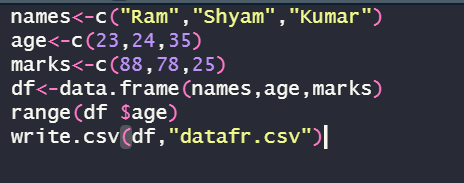 names<-c("Ram","Shyam","Kumar")
age<-c(23,24,35)
marks<-c(88,78,25)
df<-data.frame(names,age,marks)
range(df $age)
write.csv(df,"datafr.csv")